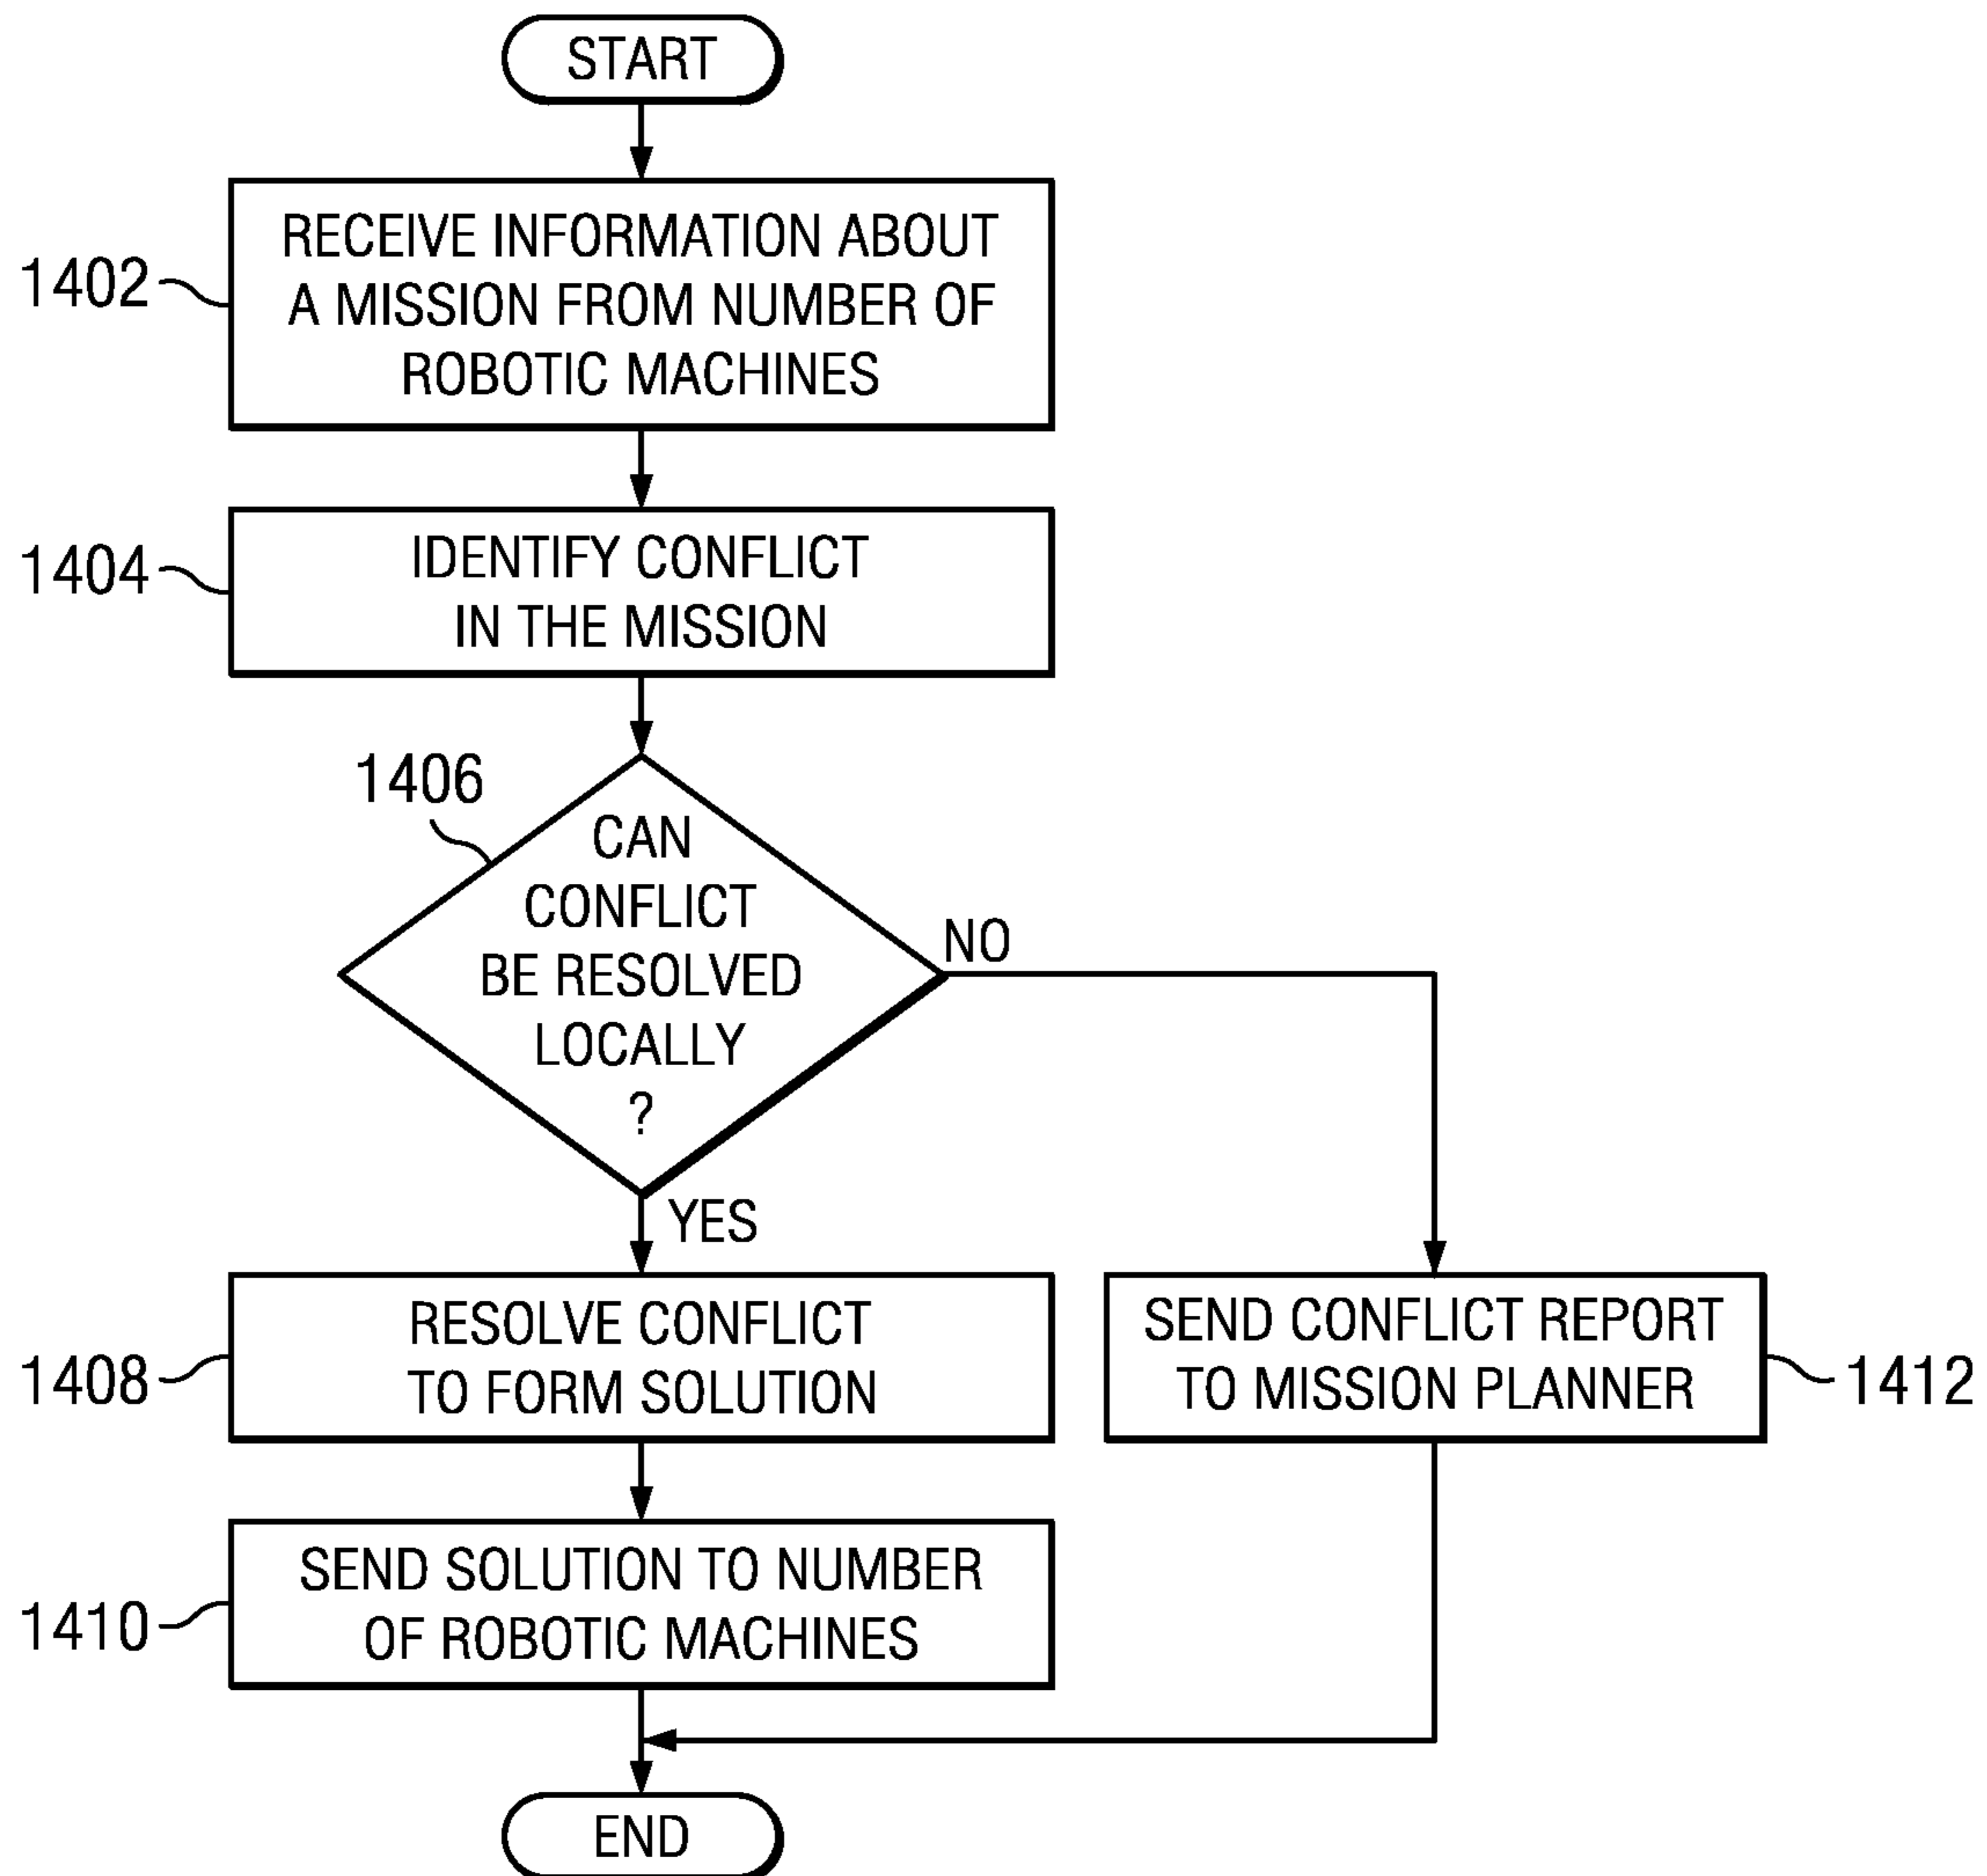 START
RECEIVE INFORMATION ABOUT
A MISSION FROM NUMBER OF
ROBOTIC MACHINES
1402
IDENTIFY CONFLICT
IN THE MISSION
1404
1406
CAN
CONFLICT
BE RESOLVED
LOCALLY
?
NO
YES
RESOLVE CONFLICT
TO FORM SOLUTION
1408
SEND CONFLICT REPORT
TO MISSION PLANNER
1412
SEND SOLUTION TO NUMBER
OF ROBOTIC MACHINES
1410
END